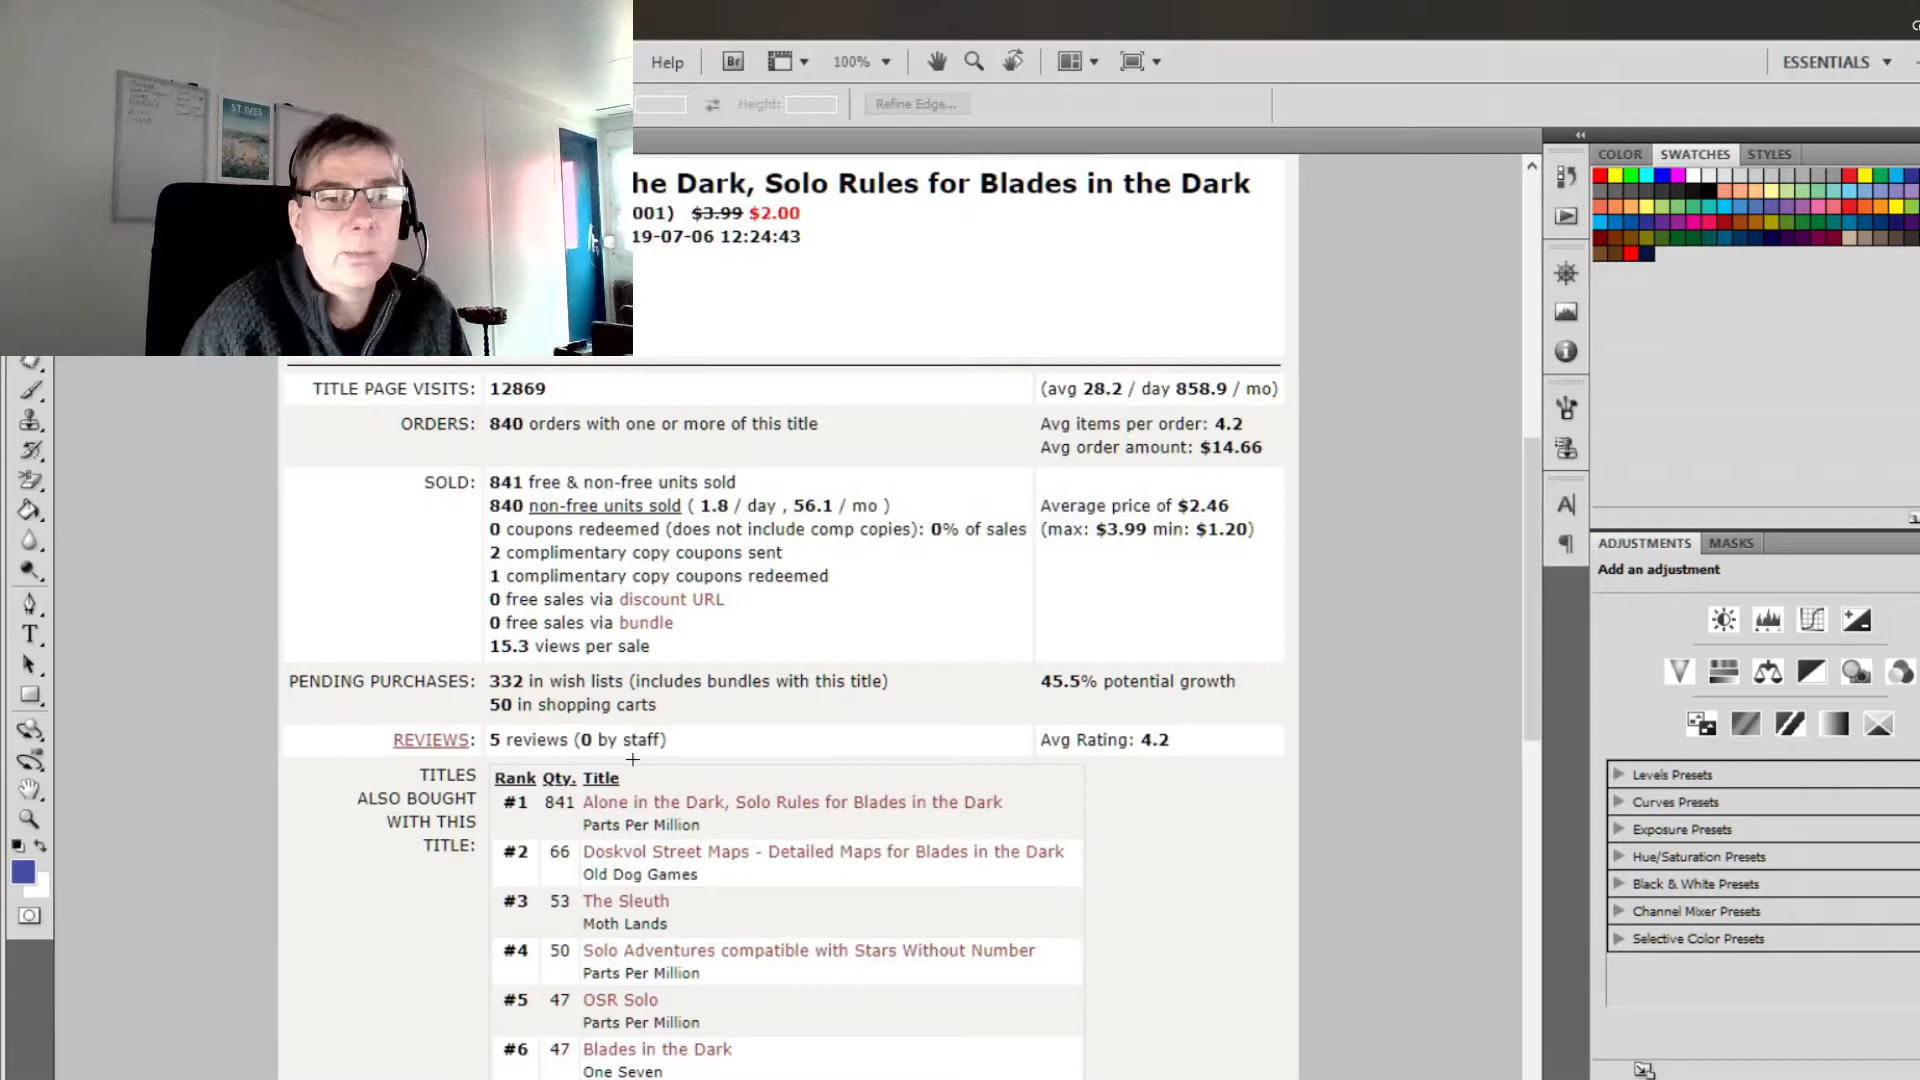 ST IVES
Help
Br
100%
ESSENTIALS
Height:
Refine Edge...
he Dark, Solo Rules for Blades in the Dark
001) $3.99 $2.00
19-07-06 12:24:43
TITLE PAGE VISITS: 12869 (avg 28.2 / day 858.9 / mo)
ORDERS: 840 orders with one or more of this title Avg items per order: 4.2
Avg order amount: $14.66
SOLD: 841 free & non-free units sold
840 non-free units sold ( 1.8 / day , 56.1 / mo ) Average price of $2.46
0 coupons redeemed (does not include comp copies): 0% of sales (max: $3.99 min: $1.20)
2 complimentary copy coupons sent
1 complimentary copy coupons redeemed
0 free sales via discount URL
0 free sales via bundle
15.3 views per sale
PENDING PURCHASES: 332 in wish lists (includes bundles with this title) 45.5% potential growth
50 in shopping carts
REVIEWS: 5 reviews (0 by staff) Avg Rating: 4.2
TITLES
ALSO BOUGHT
WITH THIS
TITLE:
Rank Qty. Title
#1 841 Alone in the Dark, Solo Rules for Blades in the Dark
Parts Per Million
#2 66 Doskvol Street Maps - Detailed Maps for Blades in the Dark
Old Dog Games
#3 53 The Sleuth
Moth Lands
#4 50 Solo Adventures compatible with Stars Without Number
Parts Per Million
#5 47 OSR Solo
Parts Per Million
#6 47 Blades in the Dark
One Seven
COLOR SWATCHES STYLES
ADJUSTMENTS MASKS
Add an adjustment
Levels Presets
Curves Presets
Exposure Presets
Hue/Saturation Presets
Black & White Presets
Channel Mixer Presets
Selective Color Presets